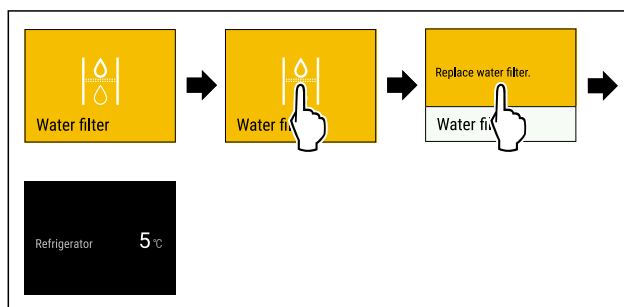 Water filter
Water fi
Replace water filter.
Water fi
Refrigerator 5 °C